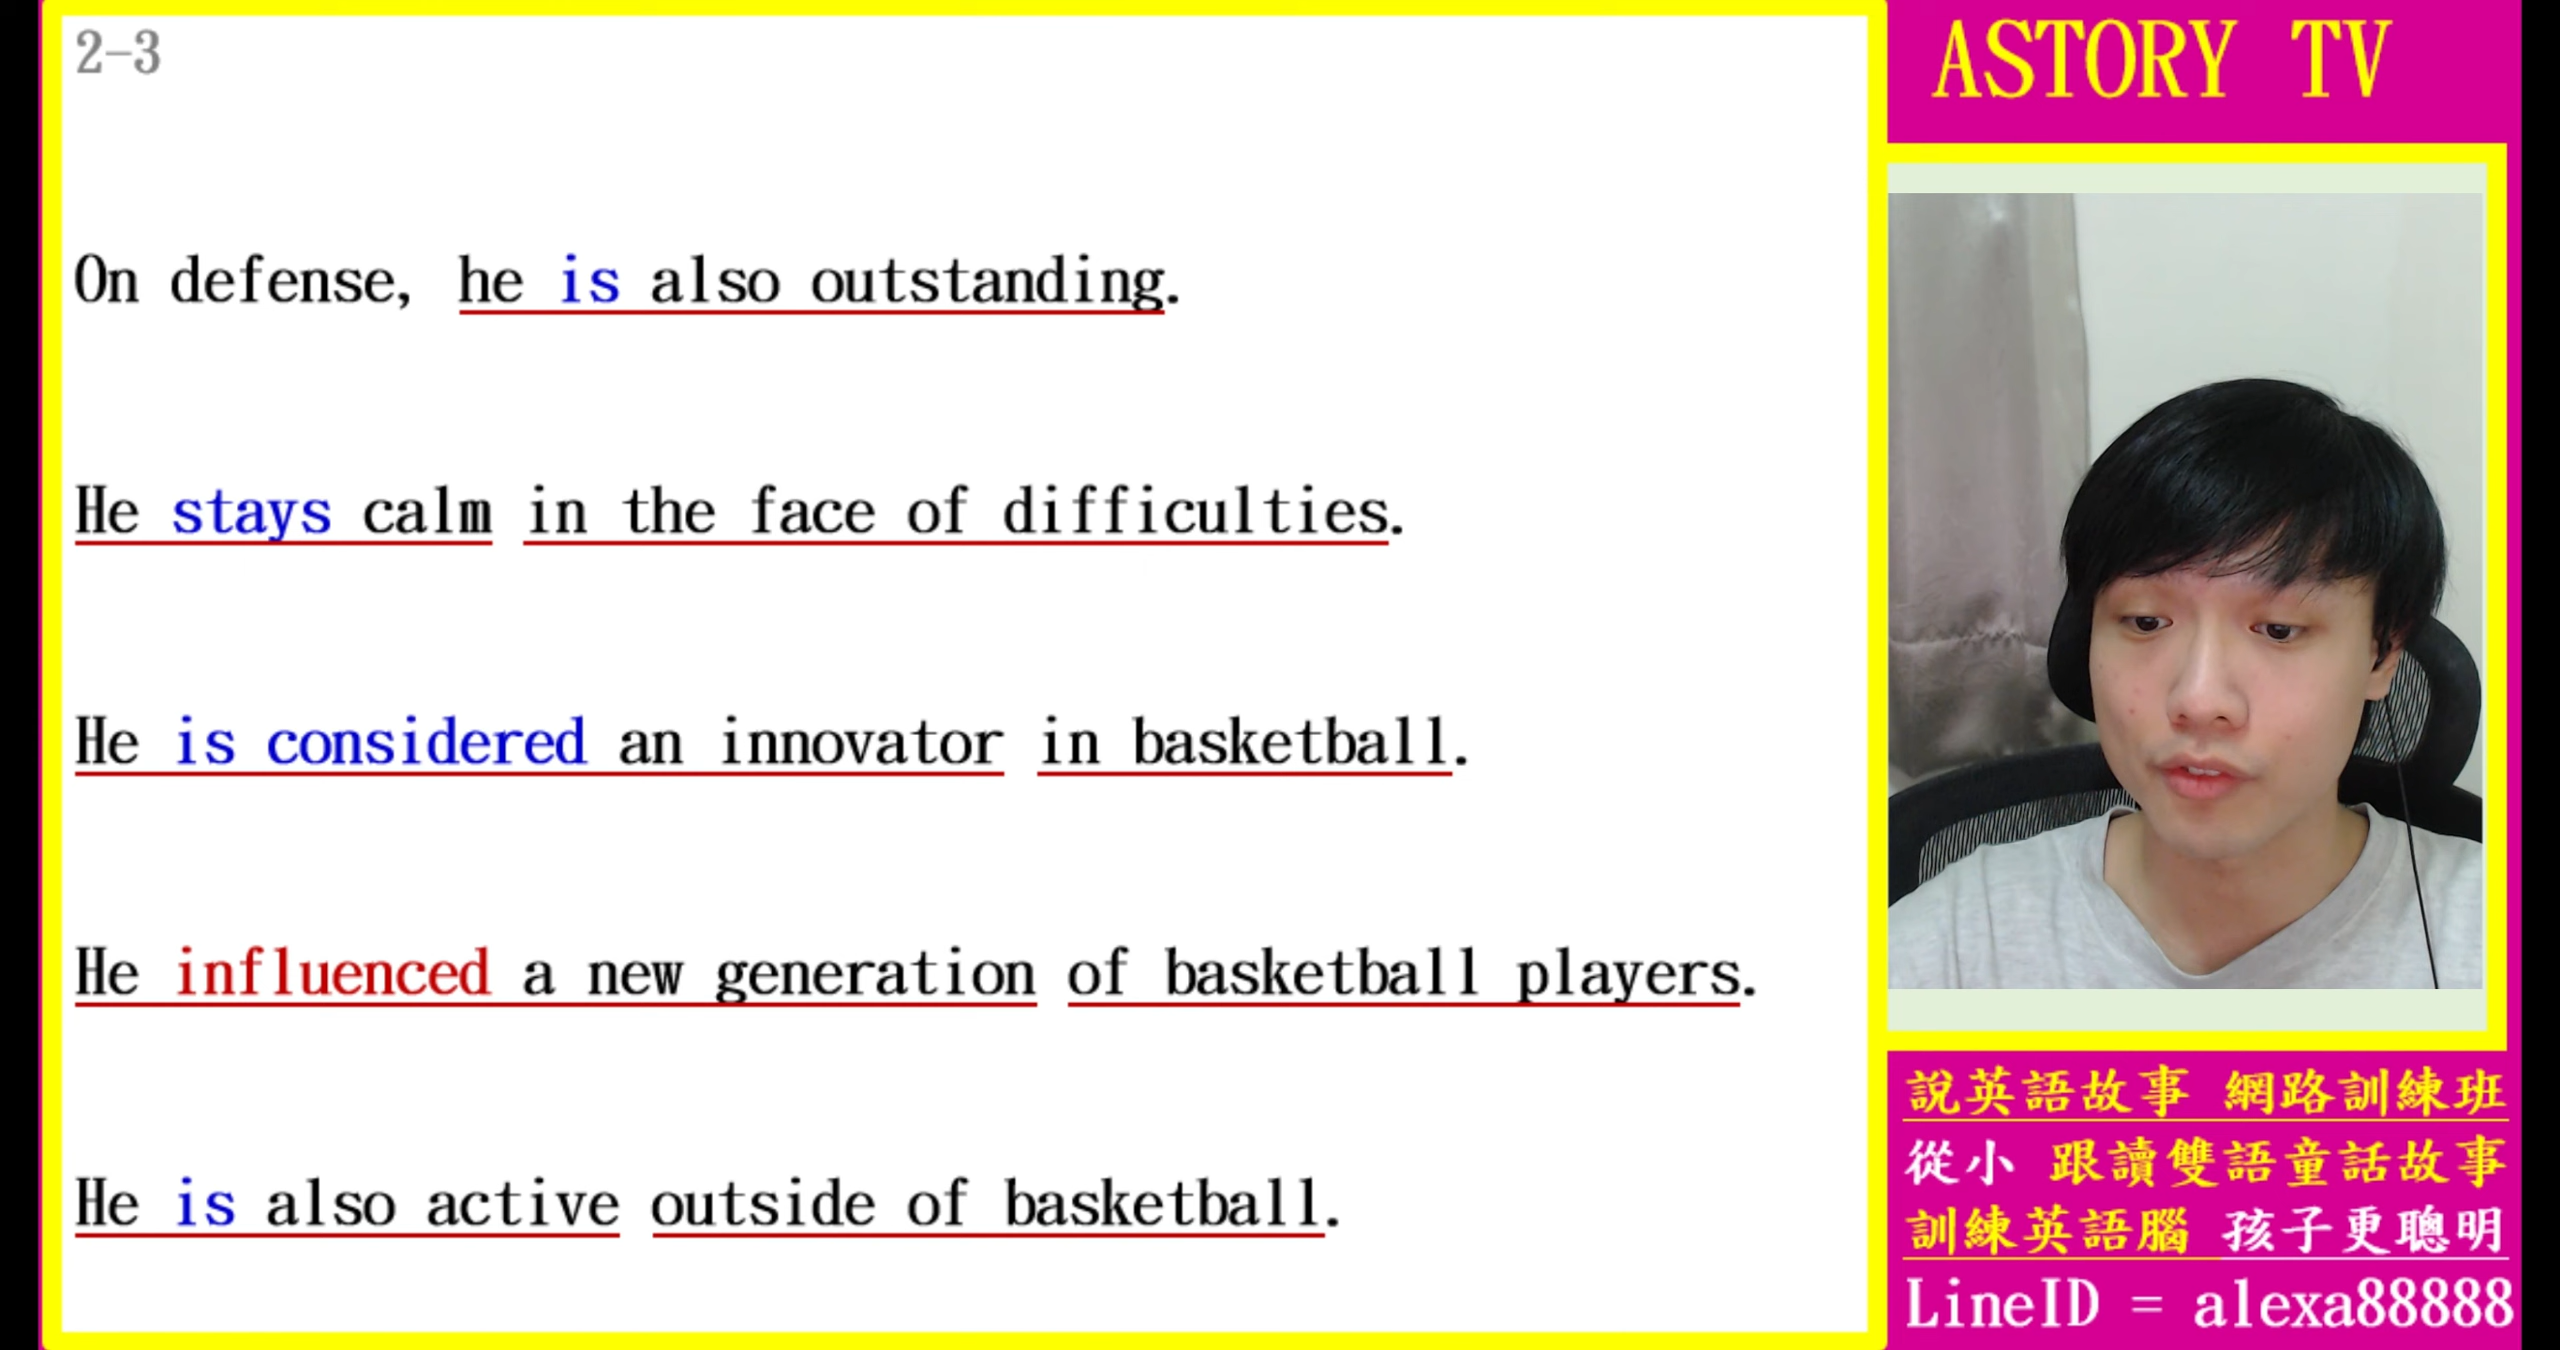 2-3
On defense, he is also outstanding.
He stays calm in the face of difficulties.
He is considered an innovator in basketball.
He influenced a new generation of basketball players.
He is also active outside of basketball.
ASTORY TV
說英語故事 網路訓練班
從小 跟讀雙語童話故事
訓練英語腦 孩子更聰明
LineID = alexa88888